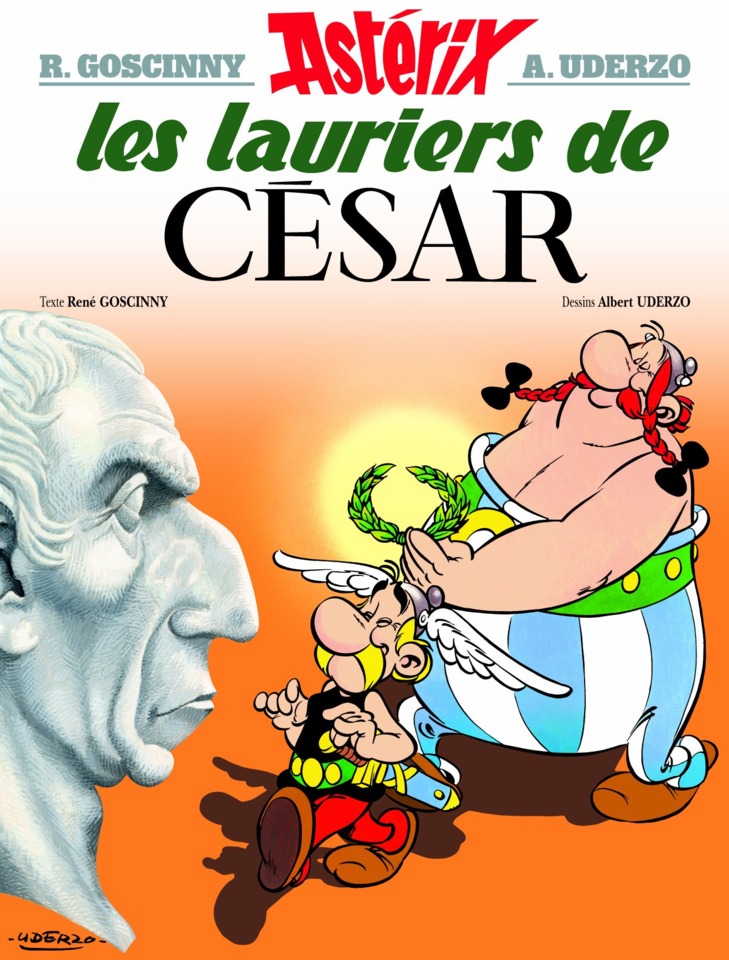 R. GOSCINNY Astérix A. UDERZO
les lauriers de
CÉSAR
Texte René GOSCINNY Dessins Albert UDERZO
-UDERZO-